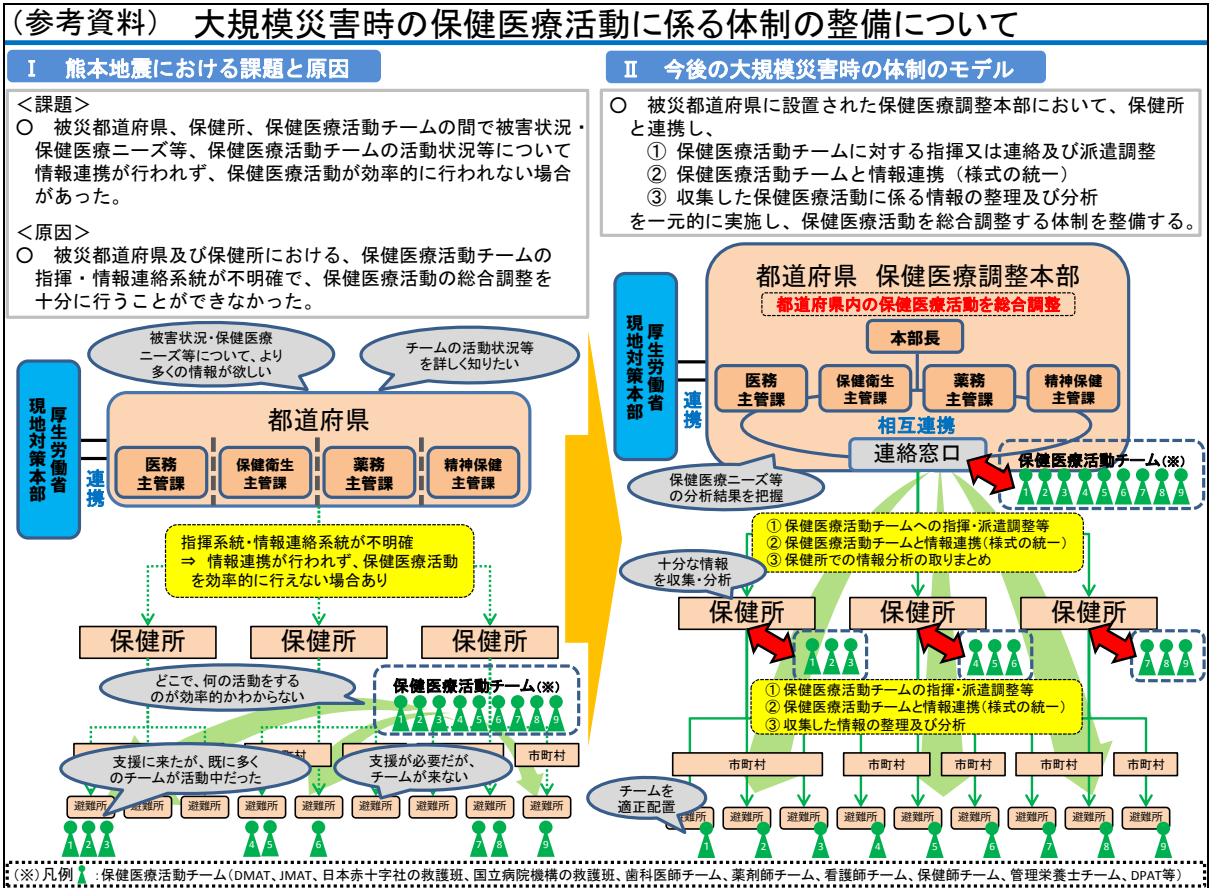 (参考資料) 大規模災害時の保健医療活動に係る体制の整備について
Ⅰ 熊本地震における課題と原因
<課題>
○ 被災都道府県、保健所、保健医療活動チームの間で被害状況・
保健医療ニーズ等、保健医療活動チームの活動状況等について
情報連携が行われず、保健医療活動が効率的に行われない場合
があった。
<原因>
○ 被災都道府県及び保健所における、保健医療活動チームの
指揮・情報連絡系統が不明確で、保健医療活動の総合調整を
十分に行うことができなかった。
被害状況・保健医療
ニーズ等について、より
多くの情報が欲しい
チームの活動状況等
を詳しく知りたい
厚生労働省
現地対策本部
連携
都道府県
医務
主管課
保健衛生
主管課
薬務
主管課
精神保健
主管課
指揮系統・情報連絡系統が不明確
⇒ 情報連携が行われず、保健医療活動
を効率的に行えない場合あり
保健所
保健所
保健所
どこで、何の活動をする
のが効率的かわからない
保健医療活動チーム(※)
1 2 3 4 5 6 7 8 9
支援に来たが、既に多く
のチームが活動中だった
市町村
支援が必要だが、
チームが来ない
市町村
避難所 避難所 避難所 避難所 避難所 避難所 避難所 避難所 避難所
1 2 3 4 5 6 7 8 9
Ⅱ 今後の大規模災害時の体制のモデル
○ 被災都道府県に設置された保健医療調整本部において、保健所
と連携し、
① 保健医療活動チームに対する指揮又は連絡及び派遣調整
② 保健医療活動チームと情報連携(様式の統一)
③ 収集した保健医療活動に係る情報の整理及び分析
を一元的に実施し、保健医療活動を総合調整する体制を整備する。
厚生労働省
現地対策本部
連携
都道府県 保健医療調整本部
都道府県内の保健医療活動を総合調整
本部長
医務
主管課
保健衛生
主管課
薬務
主管課
精神保健
主管課
相互連携
連絡窓口
保健医療活動チーム(※)
1 2 3 4 5 6 7 8 9
保健医療ニーズ等
の分析結果を把握
① 保健医療活動チームへの指揮・派遣調整等
② 保健医療活動チームと情報連携(様式の統一)
③ 保健所での情報分析の取りまとめ
十分な情報
を収集・分析
保健所
保健所
保健所
1 2 3
4 5 6
7 8 9
① 保健医療活動チームの指揮・派遣調整等
② 保健医療活動チームと情報連携(様式の統一)
③ 収集した情報の整理及び分析
市町村 市町村 市町村 市町村 市町村
チームを
適正配置
避難所 避難所 避難所 避難所 避難所 避難所 避難所 避難所
1 2 3 4 5 6 7 8 9
(※)凡例 :保健医療活動チーム(DMAT、JMAT、日本赤十字社の救護班、国立病院機構の救護班、歯科医師チーム、薬剤師チーム、看護師チーム、保健師チーム、管理栄養士チーム、DPAT等)